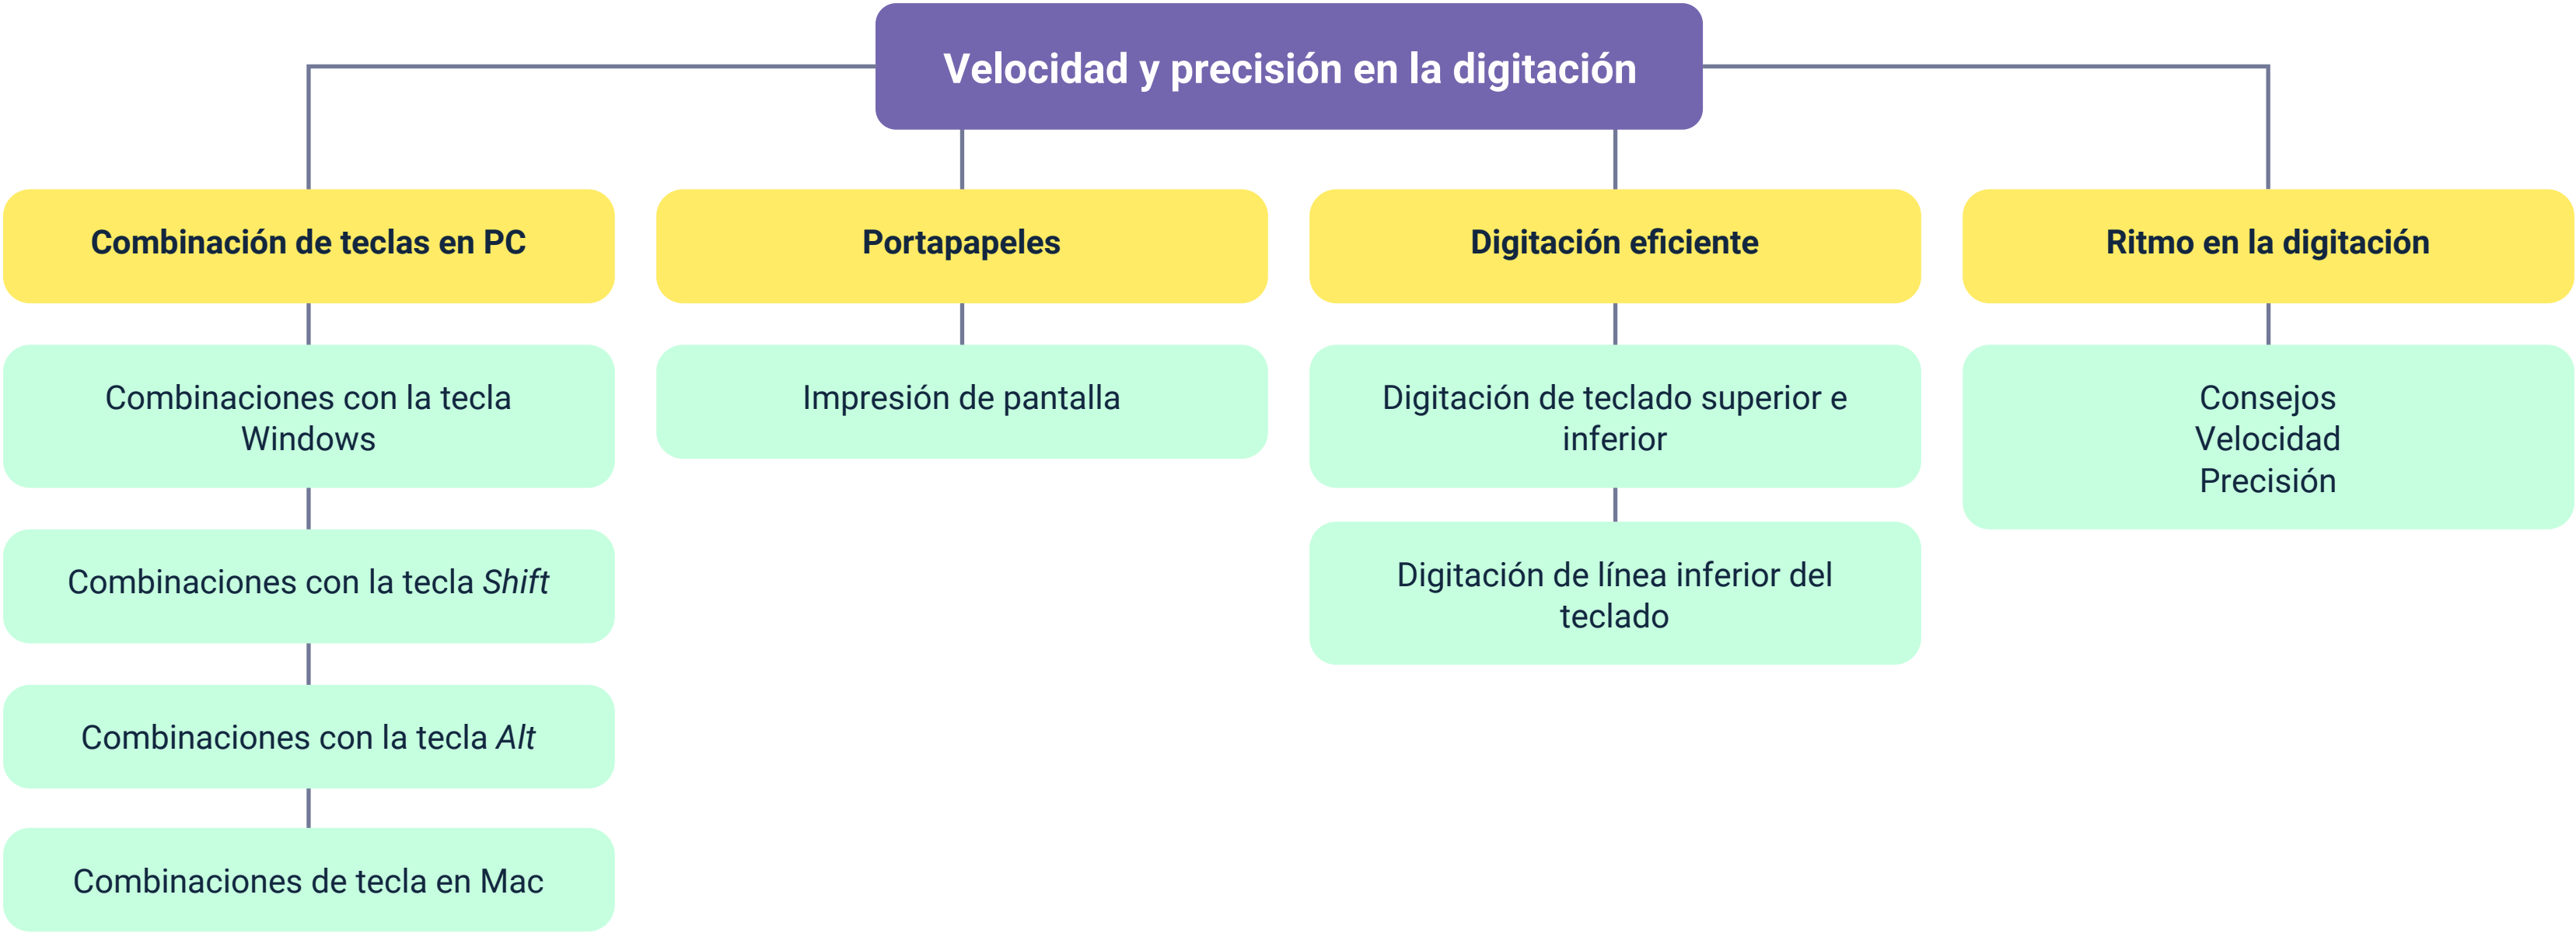 Velocidad y precisión en la digitación
Combinación de teclas en PC
Combinaciones con la tecla
Windows
Combinaciones con la tecla Shift
Combinaciones con la tecla Alt
Combinaciones de tecla en Mac
Portapapeles
Impresión de pantalla
Digitación eficiente
Digitación de teclado superior e
inferior
Digitación de línea inferior del
teclado
Ritmo en la digitación
Consejos
Velocidad
Precisión